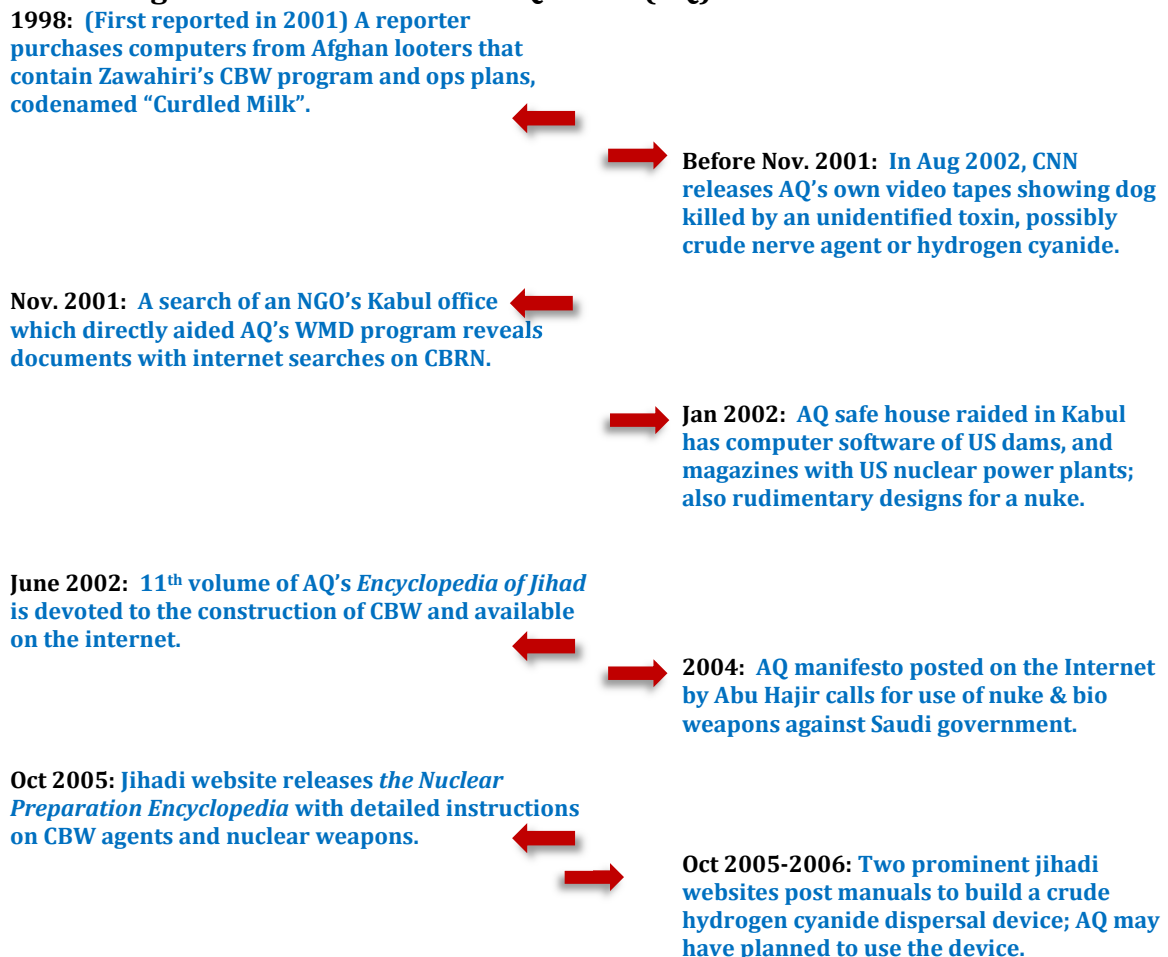 1998: (First reported in 2001) A reporter
purchases computers from Afghan looters that
contain Zawahiri’s CBW program and ops plans,
codenamed “Curdled Milk”.
Before Nov. 2001: In Aug 2002, CNN
releases AQ’s own video tapes showing dog
killed by an unidentified toxin, possibly
crude nerve agent or hydrogen cyanide.
Nov. 2001: A search of an NGO’s Kabul office
which directly aided AQ’s WMD program reveals
documents with internet searches on CBRN.
Jan 2002: AQ safe house raided in Kabul
has computer software of US dams, and
magazines with US nuclear power plants;
also rudimentary designs for a nuke.
June 2002: 11th volume of AQ’s Encyclopedia of Jihad
is devoted to the construction of CBW and available
on the internet.
2004: AQ manifesto posted on the Internet
by Abu Hajir calls for use of nuke & bio
weapons against Saudi government.
Oct 2005: Jihadi website releases the Nuclear
Preparation Encyclopedia with detailed instructions
on CBW agents and nuclear weapons.
Oct 2005-2006: Two prominent jihadi
websites post manuals to build a crude
hydrogen cyanide dispersal device; AQ may
have planned to use the device.